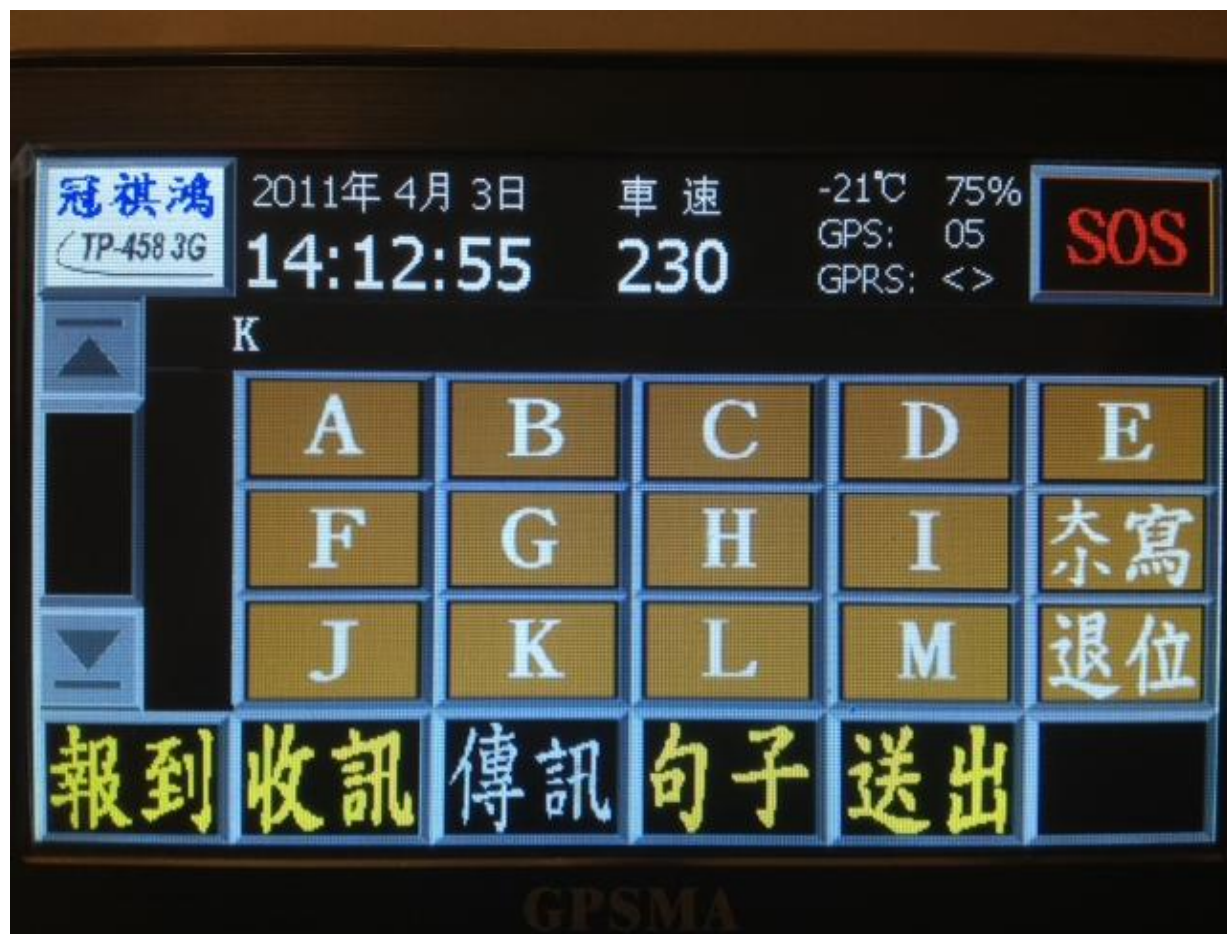 冠祺鴻
TP-458 3G
2011年 4月 3日
14:12:55
車 速
230
-21℃ 75%
GPS: 05
GPRS: <>
SOS
K
A B C D E
F G H I 大小寫
J K L M 退位
報到 收訊 傳訊 句子 送出
GPSMA